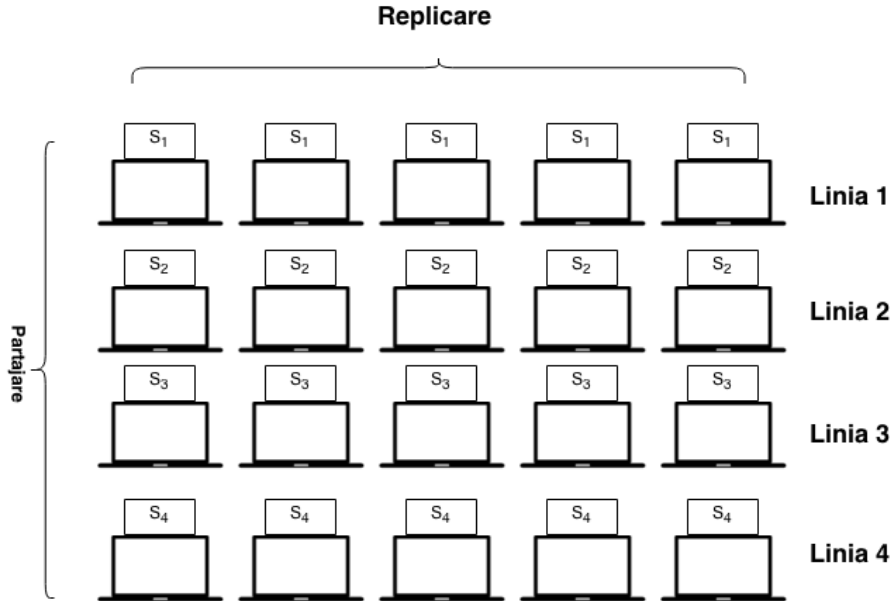 Replicare
S₁ S₁ S₁ S₁ S₁
Linia 1
S₂ S₂ S₂ S₂ S₂
Linia 2
Partajare
S₃ S₃ S₃ S₃ S₃
Linia 3
S₄ S₄ S₄ S₄ S₄
Linia 4